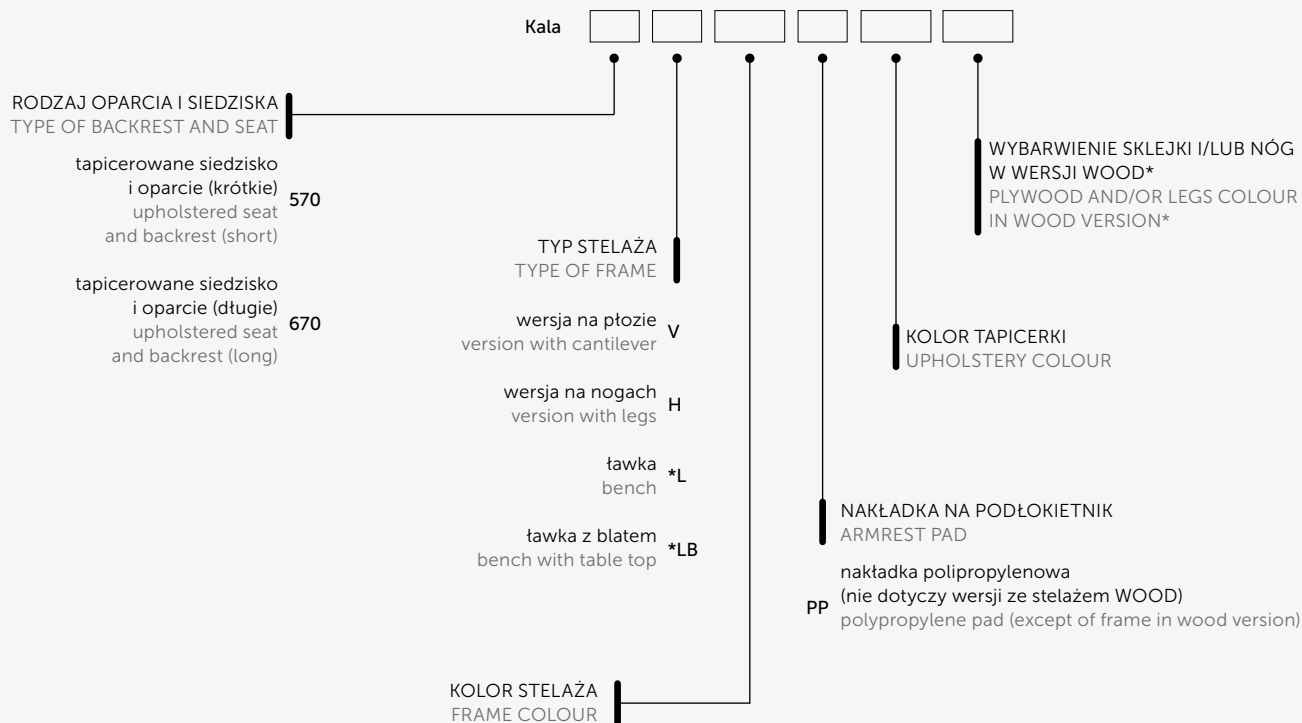 Kala
RODZAJ OPARCIA I SIEDZISKA
TYPE OF BACKREST AND SEAT
tapicerowane siedzisko
i oparcie (krótkie)
upholstered seat
and backrest (short)
570
tapicerowane siedzisko
i oparcie (długie)
upholstered seat
and backrest (long)
670
TYP STELAŻA
TYPE OF FRAME
wersja na płozie
version with cantilever
V
wersja na nogach
version with legs
H
ławka
bench
*L
ławka z blatem
bench with table top
*LB
KOLOR STELAŻA
FRAME COLOUR
NAKŁADKA NA PODŁOKIETNIK
ARMREST PAD
PP
nakładka polipropylenowa
(nie dotyczy wersji ze stelażem WOOD)
polypropylene pad (except of frame in wood version)
KOLOR TAPICERKI
UPHOLSTERY COLOUR
WYBARWIENIE SKLEJKI I/LUB NÓG
W WERSJI WOOD*
PLYWOOD AND/OR LEGS COLOUR
IN WOOD VERSION*